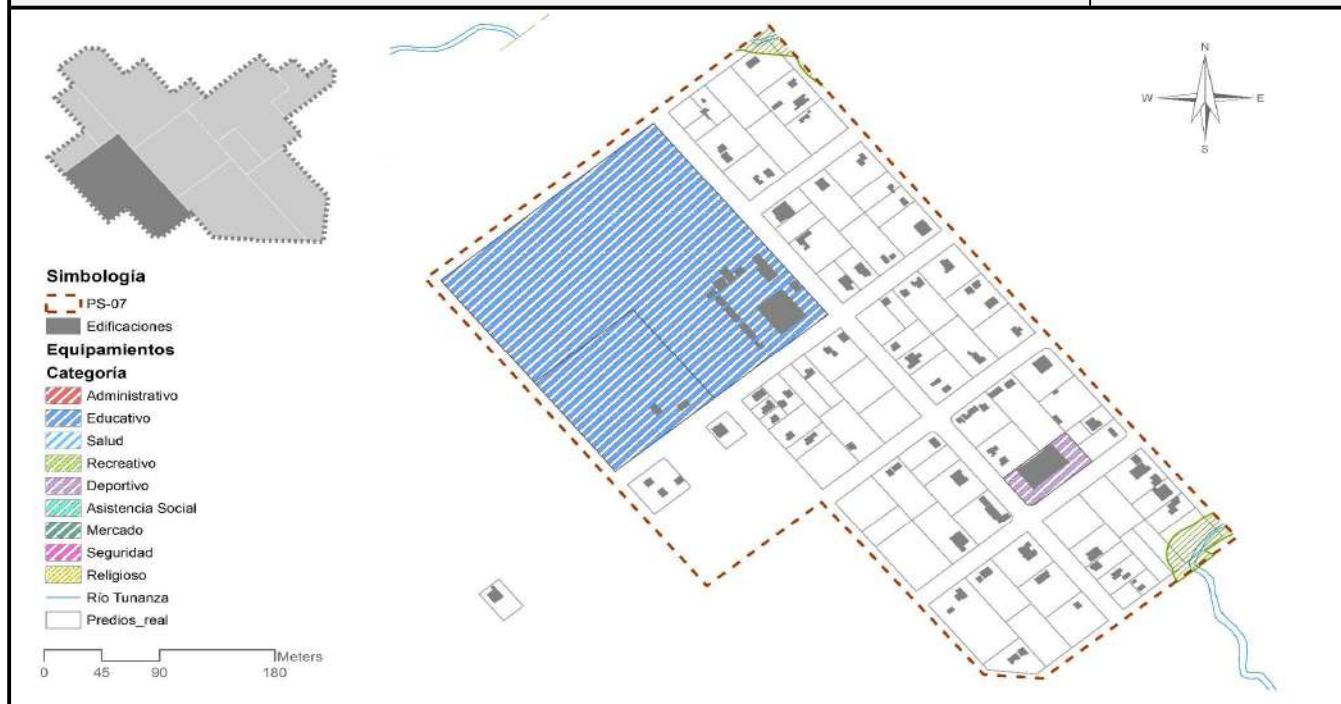 N
W E
S
Simbología
PS-07
Edificaciones
Equipamientos
Categoría
Administrativo
Educativo
Salud
Recreativo
Deportivo
Asistencia Social
Mercado
Seguridad
Religioso
Río Tunanza
Predios_real
Meters
0 45 90 180